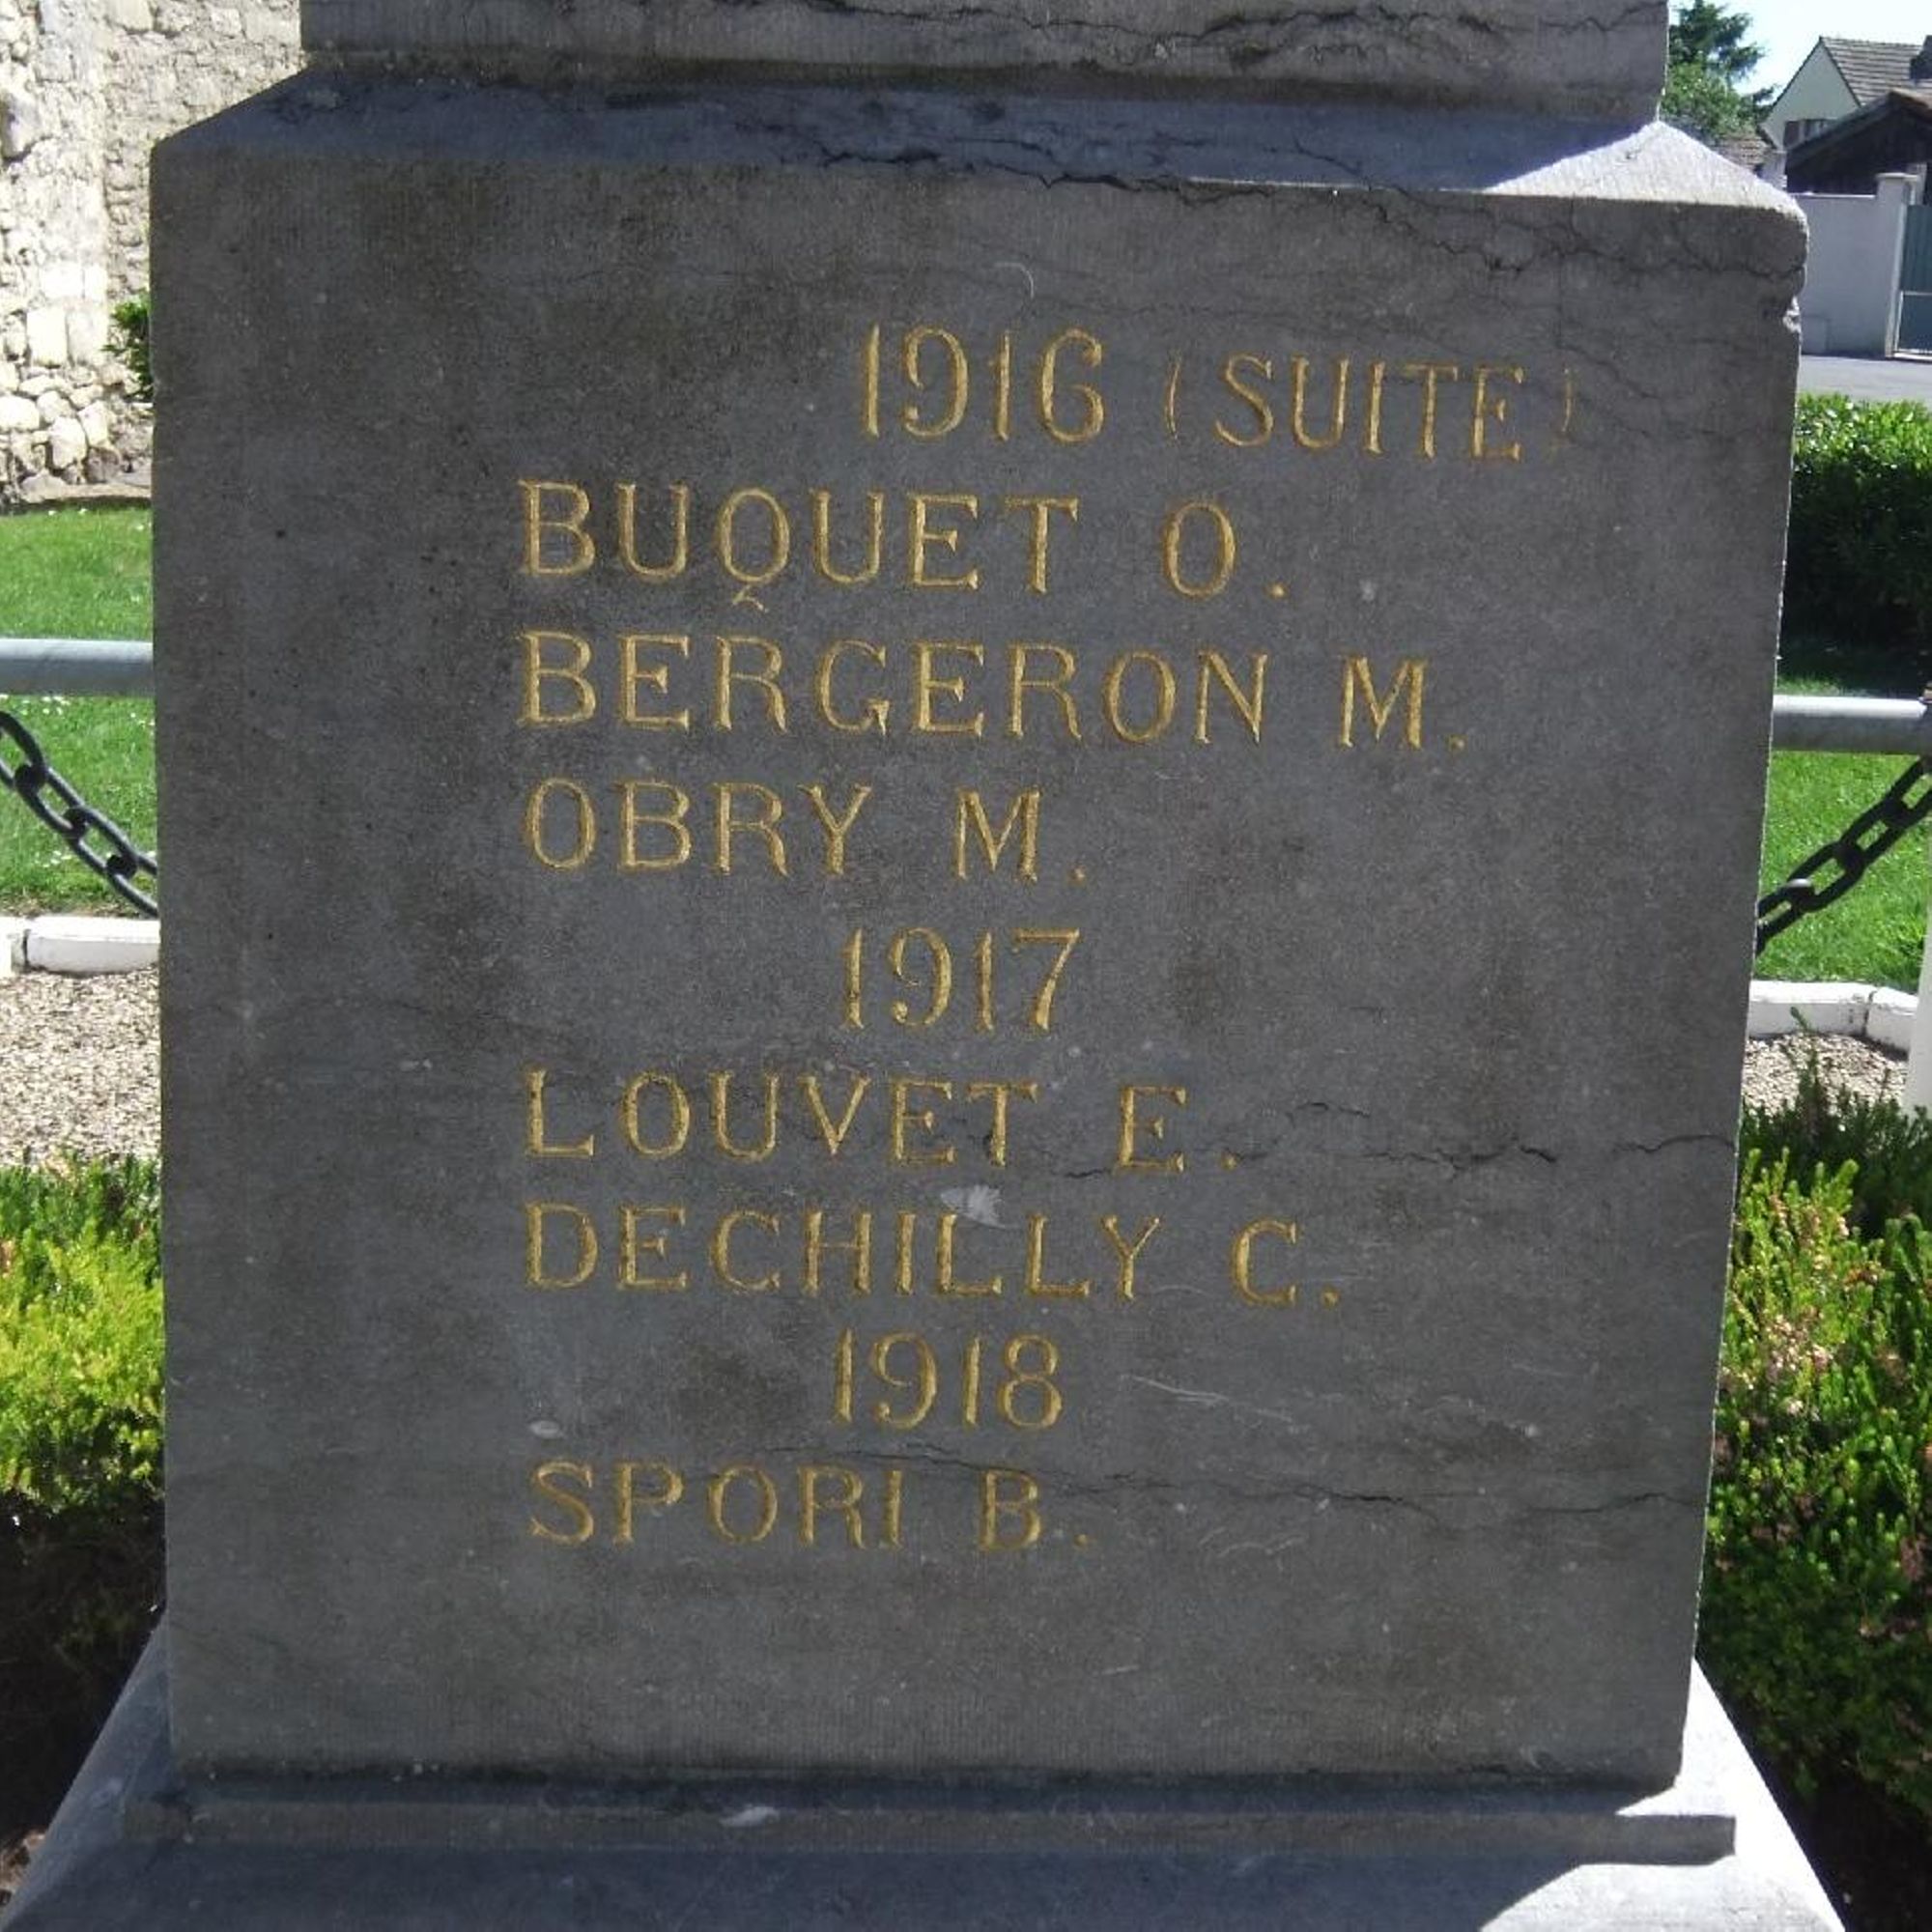 1916 (SUITE)
BUQUET O.
BERGERON M.
OBRY M.
1917
LOUVET E.
DECHILLY C.
1918
SPORI B.